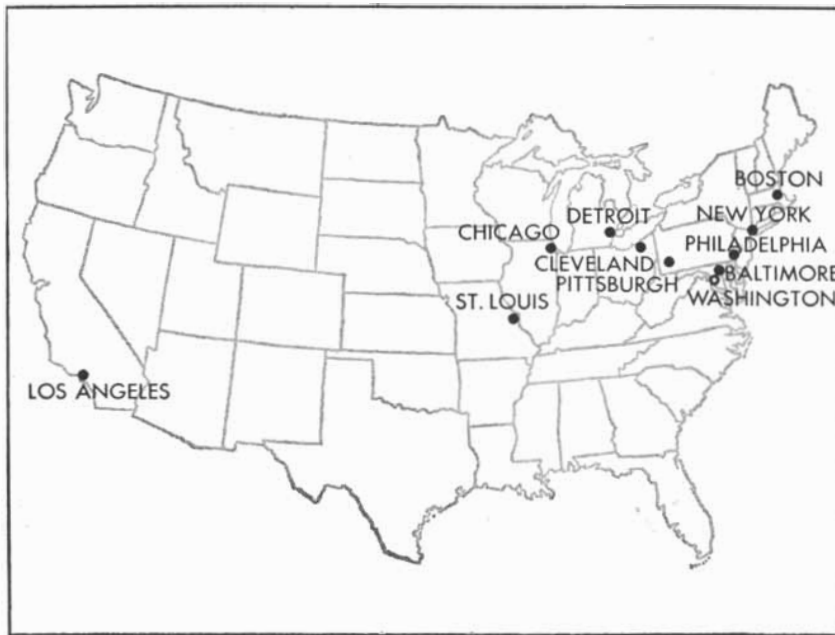 BOSTON
DETROIT
NEW YORK
CHICAGO
PHILADELPHIA
CLEVELAND
BALTIMORE
PITTSBURGH
WASHINGTON
ST. LOUIS
LOS ANGELES